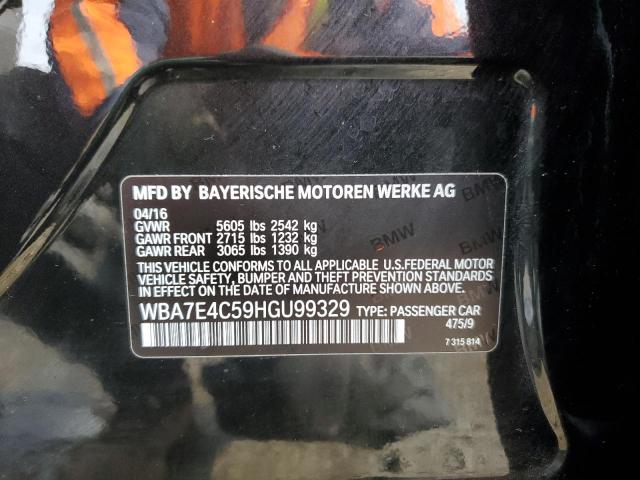 MFD BY BAYERISCHE MOTOREN WERKE AG
04/16
GVWR 5605 lbs 2542 kg
GAWR FRONT 2715 lbs 1232 kg
GAWR REAR 3065 lbs 1390 kg
THIS VEHICLE CONFORMS TO ALL APPLICABLE U.S.FEDERAL MOTOR
VEHICLE SAFETY, BUMPER AND THEFT PREVENTION STANDARDS
IN EFFECT ON THE DATE OF MANUFACTURE SHOWN ABOVE.
WBA7E4C59HGU99329 TYPE: PASSENGER CAR
475/9
7 315 814
BMW
BMW
BMW